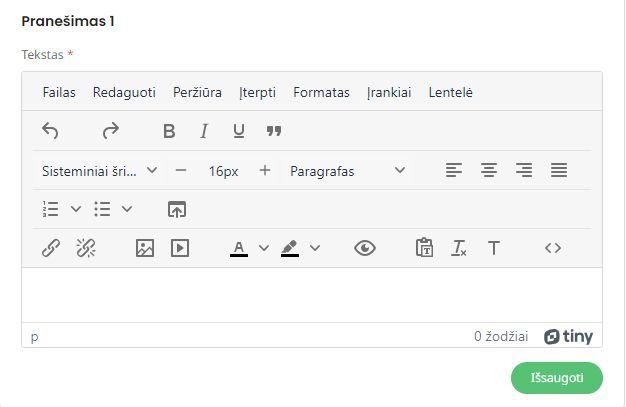 Pranešimas 1
Tekstas *
Failas Redaguoti Peržiūra Įterpti Formatas Įrankiai Lentelė
B I U
Sisteminiai šri... − 16px + Paragrafas
A T
p 0 žodžiai tiny
Išsaugoti